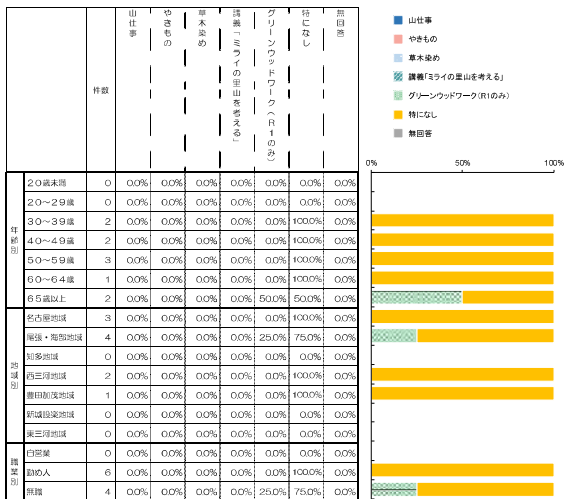 件数 山仕事 やきもの 草木染め 講義「ミライの里山を考える」 グリーンウッドワーク（R1のみ） 特になし 無回答
山仕事
やきもの
草木染め
講義「ミライの里山を考える」
グリーンウッドワーク（R1のみ）
特になし
無回答
0% 50% 100%
年齢別
20歳未満 0 0.0% 0.0% 0.0% 0.0% 0.0% 0.0% 0.0%
20～29歳 0 0.0% 0.0% 0.0% 0.0% 0.0% 0.0% 0.0%
30～39歳 2 0.0% 0.0% 0.0% 0.0% 0.0% 100.0% 0.0%
40～49歳 2 0.0% 0.0% 0.0% 0.0% 0.0% 100.0% 0.0%
50～59歳 3 0.0% 0.0% 0.0% 0.0% 0.0% 100.0% 0.0%
60～64歳 1 0.0% 0.0% 0.0% 0.0% 0.0% 100.0% 0.0%
65歳以上 2 0.0% 0.0% 0.0% 0.0% 50.0% 50.0% 0.0%
地域別
名古屋地域 3 0.0% 0.0% 0.0% 0.0% 0.0% 100.0% 0.0%
尾張・海部地域 4 0.0% 0.0% 0.0% 0.0% 25.0% 75.0% 0.0%
知多地域 0 0.0% 0.0% 0.0% 0.0% 0.0% 0.0% 0.0%
西三河地域 2 0.0% 0.0% 0.0% 0.0% 0.0% 100.0% 0.0%
豊田加茂地域 1 0.0% 0.0% 0.0% 0.0% 0.0% 100.0% 0.0%
新城設楽地域 0 0.0% 0.0% 0.0% 0.0% 0.0% 0.0% 0.0%
東三河地域 0 0.0% 0.0% 0.0% 0.0% 0.0% 0.0% 0.0%
職業別
自営業 0 0.0% 0.0% 0.0% 0.0% 0.0% 0.0% 0.0%
勤め人 6 0.0% 0.0% 0.0% 0.0% 0.0% 100.0% 0.0%
無職 4 0.0% 0.0% 0.0% 0.0% 25.0% 75.0% 0.0%